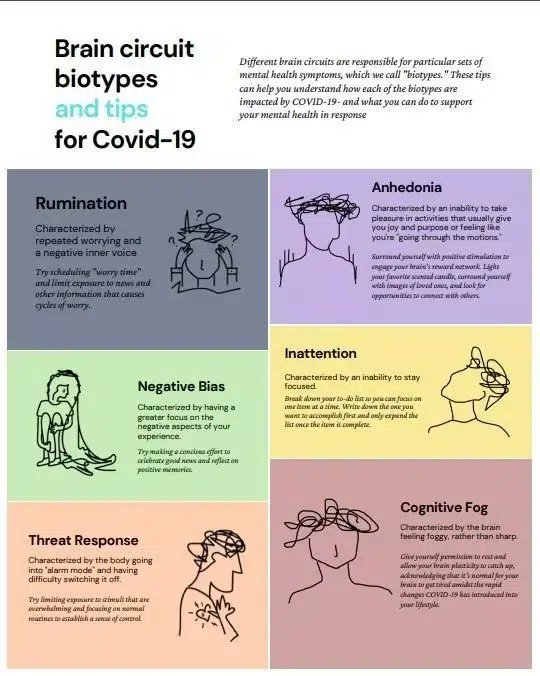 Brain circuit
biotypes
and tips
for Covid-19
Different brain circuits are responsible for particular sets of
mental health symptoms, which we call "biotypes." These tips
can help you understand how each of the biotypes are
impacted by COVID-19- and what you can do to support
your mental health in response
Rumination
Characterized by
repeated worrying and
a negative inner voice
Try scheduling "worry time"
and limit exposure to news and
other information that causes
cycles of worry.
Anhedonia
Characterized by an inability to take
pleasure in activities that usually give
you joy and purpose or feeling like
you're "going through the motions."
Surround yourself with positive stimulation to
engage your brain's reward network. Light
your favorite scented candle, surround yourself
with images of loved ones, and look for
opportunities to connect with others.
Inattention
Characterized by an inability to stay
focused.
Break down your to-do list so you can focus on
one item at a time. Write down the one you
want to accomplish first and only expand the
list once the item is complete.
Negative Bias
Characterized by having a
greater focus on the
negative aspects of your
experience.
Try making a concious effort to
celebrate good news and reflect on
positive memories.
Cognitive Fog
Characterized by the brain
feeling foggy, rather than sharp.
Give yourself permission to rest and
allow your brain plasticity to catch up,
acknowledging that it's normal for your
brain to get tired amidst the rapid
changes COVID-19 has introduced into
your lifestyle.
Threat Response
Characterized by the body going
into "alarm mode" and having
difficulty switching it off.
Try limiting exposure to stimuli that are
overwhelming and focusing on normal
routines to establish a sense of control.